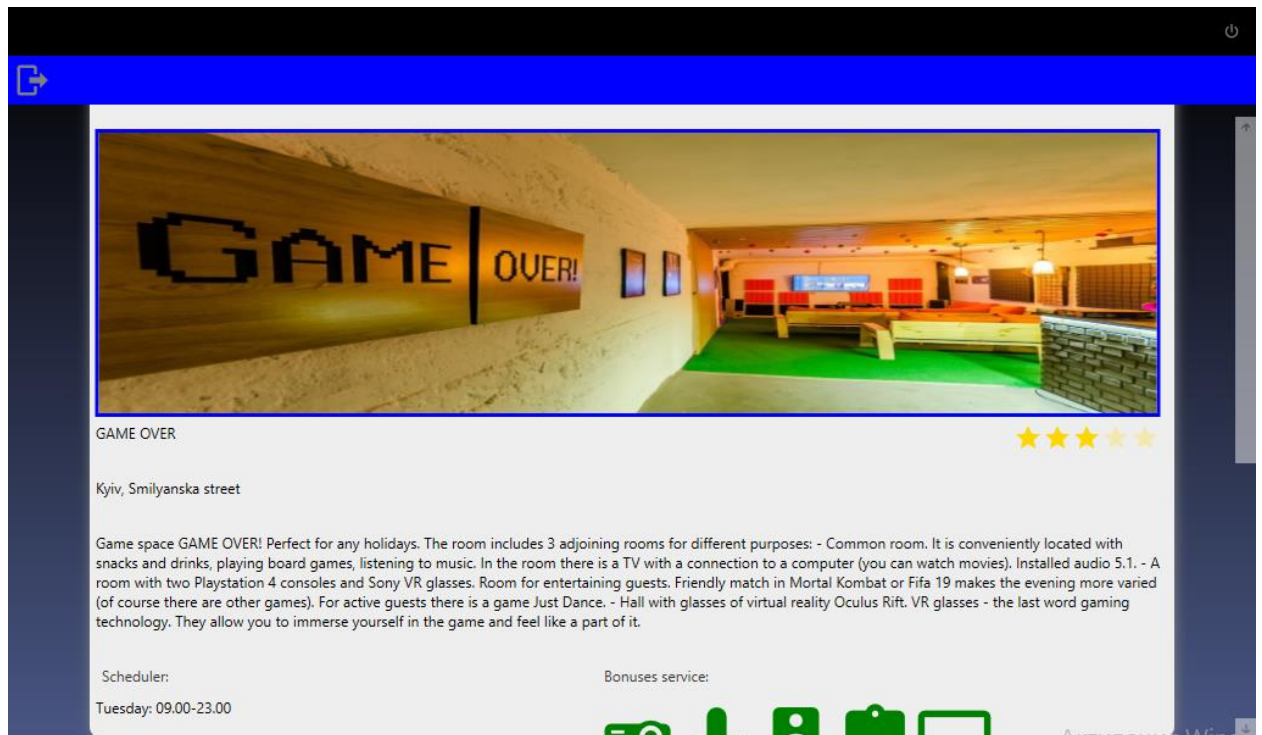 GAME OVER!
GAME OVER
Kyiv, Smilyanska street
Game space GAME OVER! Perfect for any holidays. The room includes 3 adjoining rooms for different purposes: - Common room. It is conveniently located with
snacks and drinks, playing board games, listening to music. In the room there is a TV with a connection to a computer (you can watch movies). Installed audio 5.1. - A
room with two Playstation 4 consoles and Sony VR glasses. Room for entertaining guests. Friendly match in Mortal Kombat or Fifa 19 makes the evening more varied
(of course there are other games). For active guests there is a game Just Dance. - Hall with glasses of virtual reality Oculus Rift. VR glasses - the last word gaming
technology. They allow you to immerse yourself in the game and feel like a part of it.
Scheduler:
Bonuses service:
Tuesday: 09.00-23.00